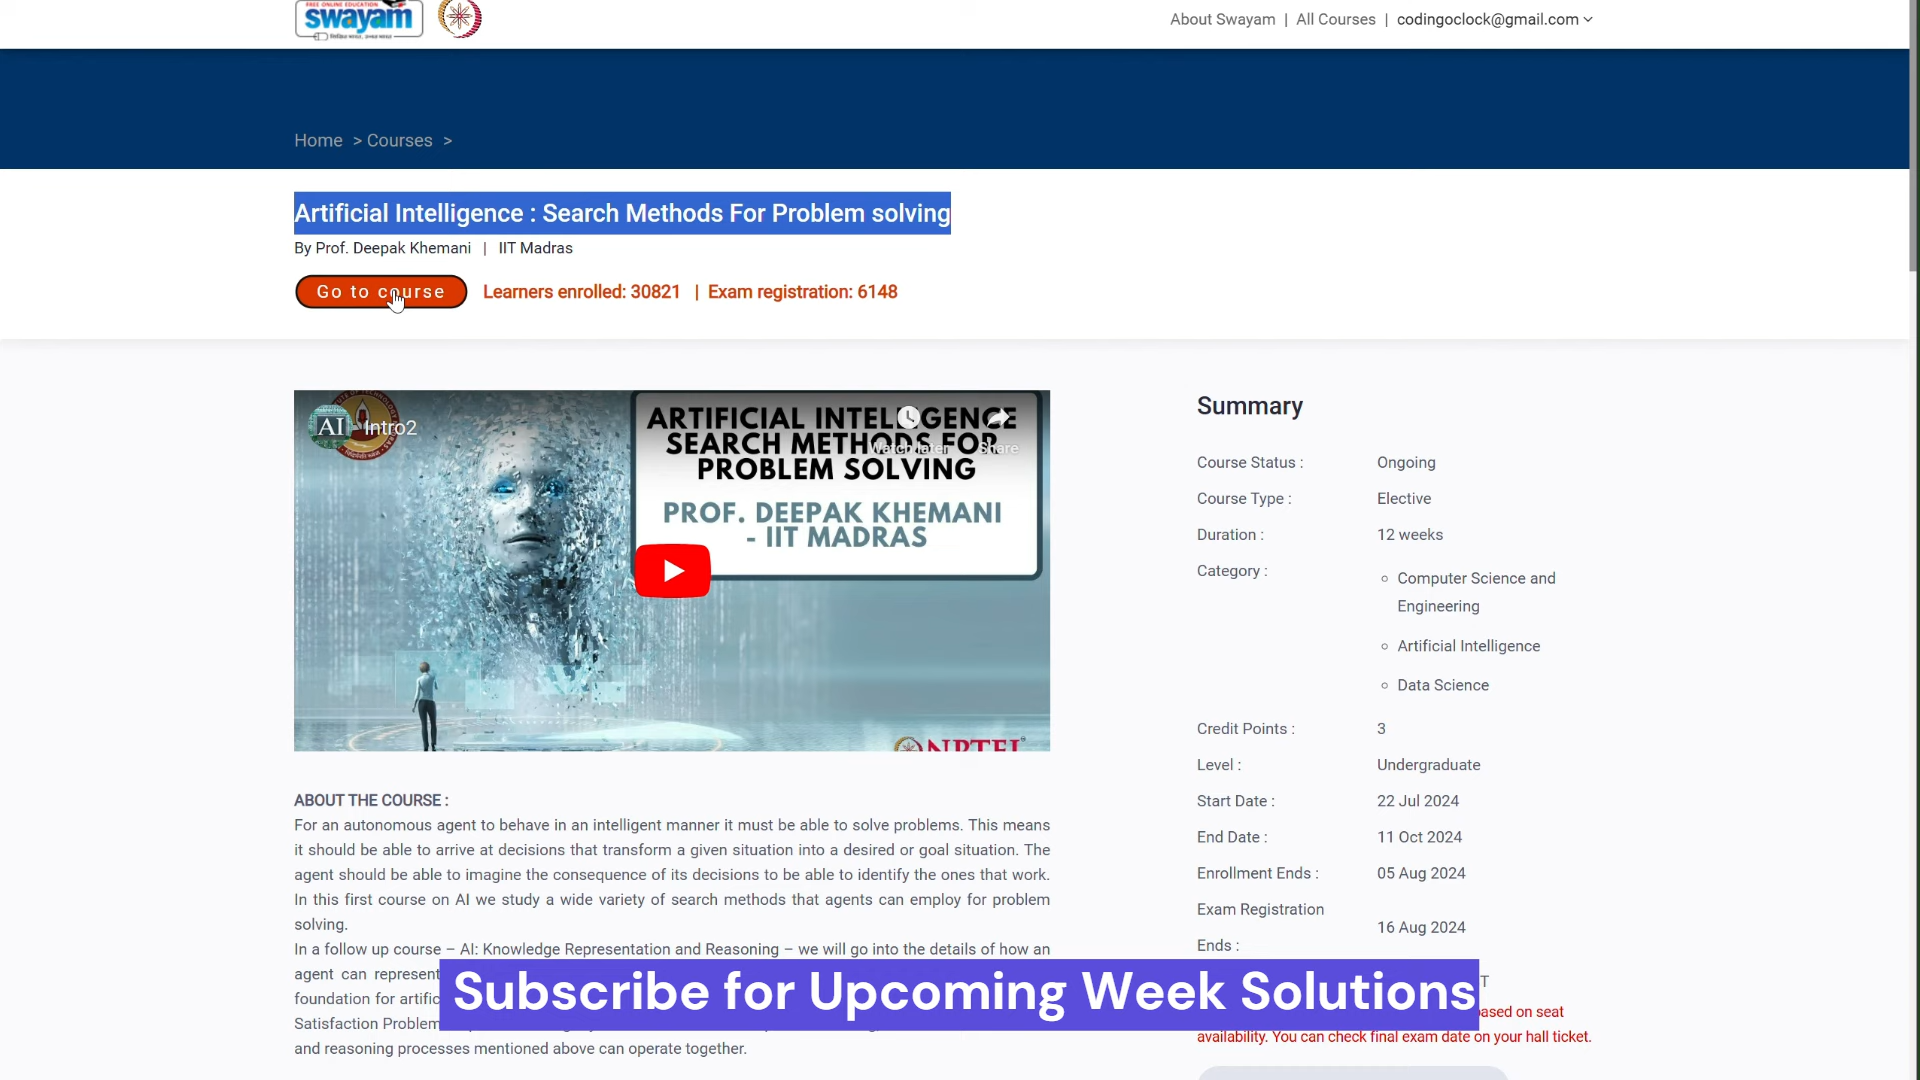 FREE ONLINE EDUCATION
swayam
About Swayam | All Courses | codingoclock@gmail.com
Home > Courses >
Artificial Intelligence : Search Methods For Problem solving
By Prof. Deepak Khemani | IIT Madras
Go to course
Learners enrolled: 30821 | Exam registration: 6148
AI Intro2
Watch later
Share
ARTIFICIAL INTELLIGENCE
SEARCH METHODS FOR
PROBLEM SOLVING
PROF. DEEPAK KHEMANI
- IIT MADRAS
NPTEL
ABOUT THE COURSE :
For an autonomous agent to behave in an intelligent manner it must be able to solve problems. This means
it should be able to arrive at decisions that transform a given situation into a desired or goal situation. The
agent should be able to imagine the consequence of its decisions to be able to identify the ones that work.
In this first course on AI we study a wide variety of search methods that agents can employ for problem
solving.
In a follow up course – AI: Knowledge Representation and Reasoning – we will go into the details of how an
agent can represent
foundation for artific
Satisfaction Problem
and reasoning processes mentioned above can operate together.
Summary
Course Status : Ongoing
Course Type : Elective
Duration : 12 weeks
Category :
Computer Science and
Engineering
Artificial Intelligence
Data Science
Credit Points : 3
Level : Undergraduate
Start Date : 22 Jul 2024
End Date : 11 Oct 2024
Enrollment Ends : 05 Aug 2024
Exam Registration
Ends :
16 Aug 2024
T
ased on seat
availability. You can check final exam date on your hall ticket.
Subscribe for Upcoming Week Solutions